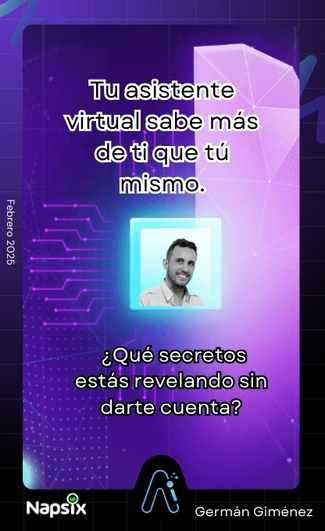 Tu asistente
virtual sabe más
de ti que tú
mismo.
Febrero 2025
¿Qué secretos
estás revelando sin
darte cuenta?
Napsix
Germán Giménez